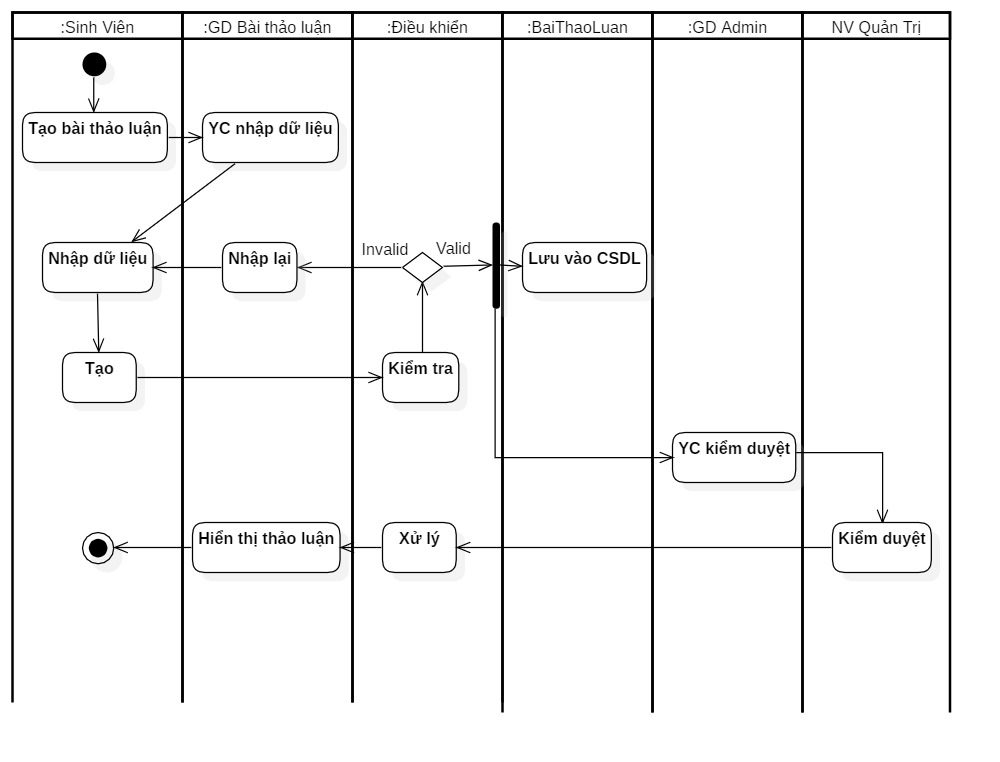 :Sinh Viên
:GD Bài thảo luận
:Điều khiển
:BaiThaoLuan
:GD Admin
NV Quản Trị
Tạo bài thảo luận
YC nhập dữ liệu
Invalid
Valid
Nhập dữ liệu
Nhập lại
Lưu vào CSDL
Tạo
Kiểm tra
YC kiểm duyệt
Hiển thị thảo luận
Xử lý
Kiểm duyệt